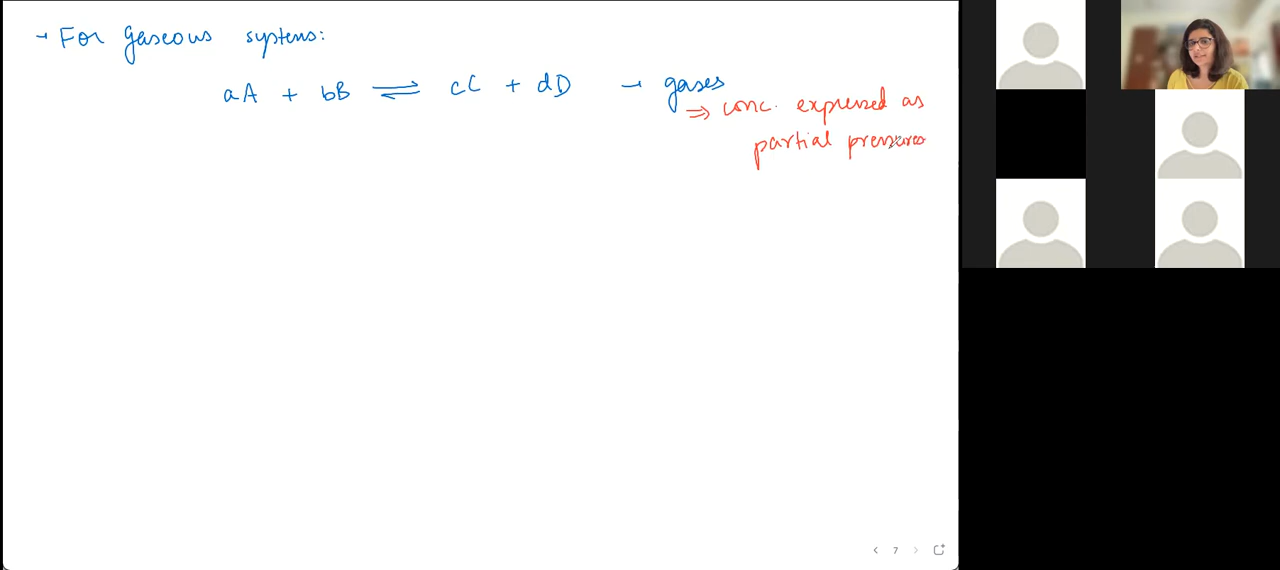 → For gaseous systems:
aA + bB ⇌ cC + dD → gases
⇒ conc. expressed as
partial pressures
< 7 >